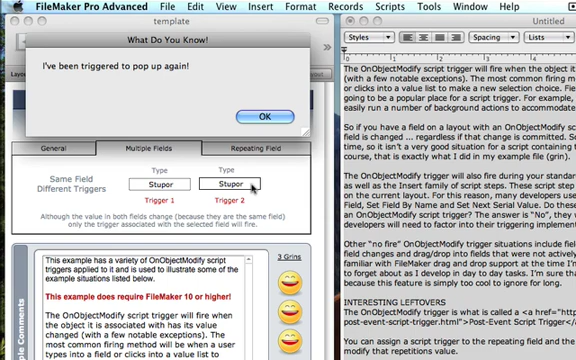 FileMaker Pro Advanced File Edit View Insert Format Records Scripts Tools Window Help
template
Untitled
What Do You Know!
I've been triggered to pop up again!
OK
Styles
Spacing
Lists
0
General
Multiple Fields
Repeating Field
Same Field
Different Triggers
Type
Type
Stupor
Stupor
Trigger 1
Trigger 2
Although the value in both fields change (because they are the same field)
only the trigger associated with the selected field will fire.
This example has a variety of OnObjectModify script
triggers applied to it and is used to illustrate some of the
example situations listed below.
This example does require FileMaker 10 or higher!
The OnObjectModify script trigger will fire when
the object it is associated with has its value
changed (with a few notable exceptions). The
most common firing method will be when a user
types into a field or clicks into a value list to
3 Grins
mple Comments
The OnObjectModify script trigger will fire when the object it
(with a few notable exceptions). The most common firing met
or clicks into a value list to make a new selection choice. Fi
going to be a popular place for a script trigger. For example,
easily run a number of background actions to accommodate
So if you have a field on a layout with an OnObjectModify sc
field is changed ... regardless if that change is committed. S
time, so it isn't a very good situation for a script containing
course, that is exactly what I did in my example file (grin).
The OnObjectModify trigger will also fire during your standar
as well as the Insert family of script steps. These script step
on the current layout. For this reason, many developers use
Field, Set Field By Name and Set Next Serial Value. Do these
an OnObjectModify script trigger? The answer is "No", they
developers will need to factor into their triggering implemen
Other "no fire" OnObjectModify trigger situations include fiel
field changes and drag/drop into fields that were not activel
familiar with FileMaker drag and drop support at the time I'm
to forget about as I develop in day to day tasks. I'm sure tha
because this feature is simply too slow to ignore for long.
INTERESTING LEFTOVERS
The OnObjectModify script trigger is what is called a <a href="http
post-event-script-trigger.html">Post-Event Script Trigger</
You can assign a script trigger to the repeating field and the
modify that repetitions value.